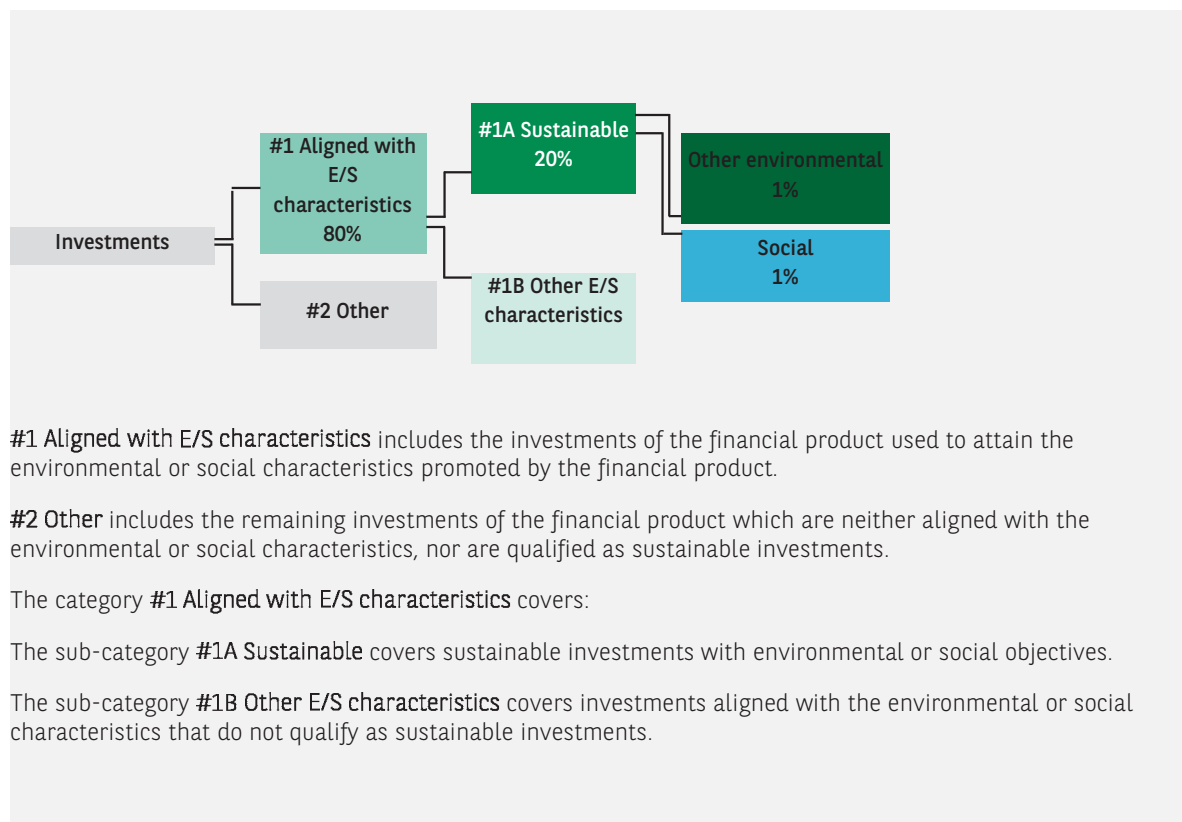 Investments
#1 Aligned with
E/S
characteristics
80%
#2 Other
#1A Sustainable
20%
#1B Other E/S
characteristics
Other environmental
1%
Social
1%
#1 Aligned with E/S characteristics includes the investments of the financial product used to attain the
environmental or social characteristics promoted by the financial product.
#2 Other includes the remaining investments of the financial product which are neither aligned with the
environmental or social characteristics, nor are qualified as sustainable investments.
The category #1 Aligned with E/S characteristics covers:
The sub-category #1A Sustainable covers sustainable investments with environmental or social objectives.
The sub-category #1B Other E/S characteristics covers investments aligned with the environmental or social
characteristics that do not qualify as sustainable investments.